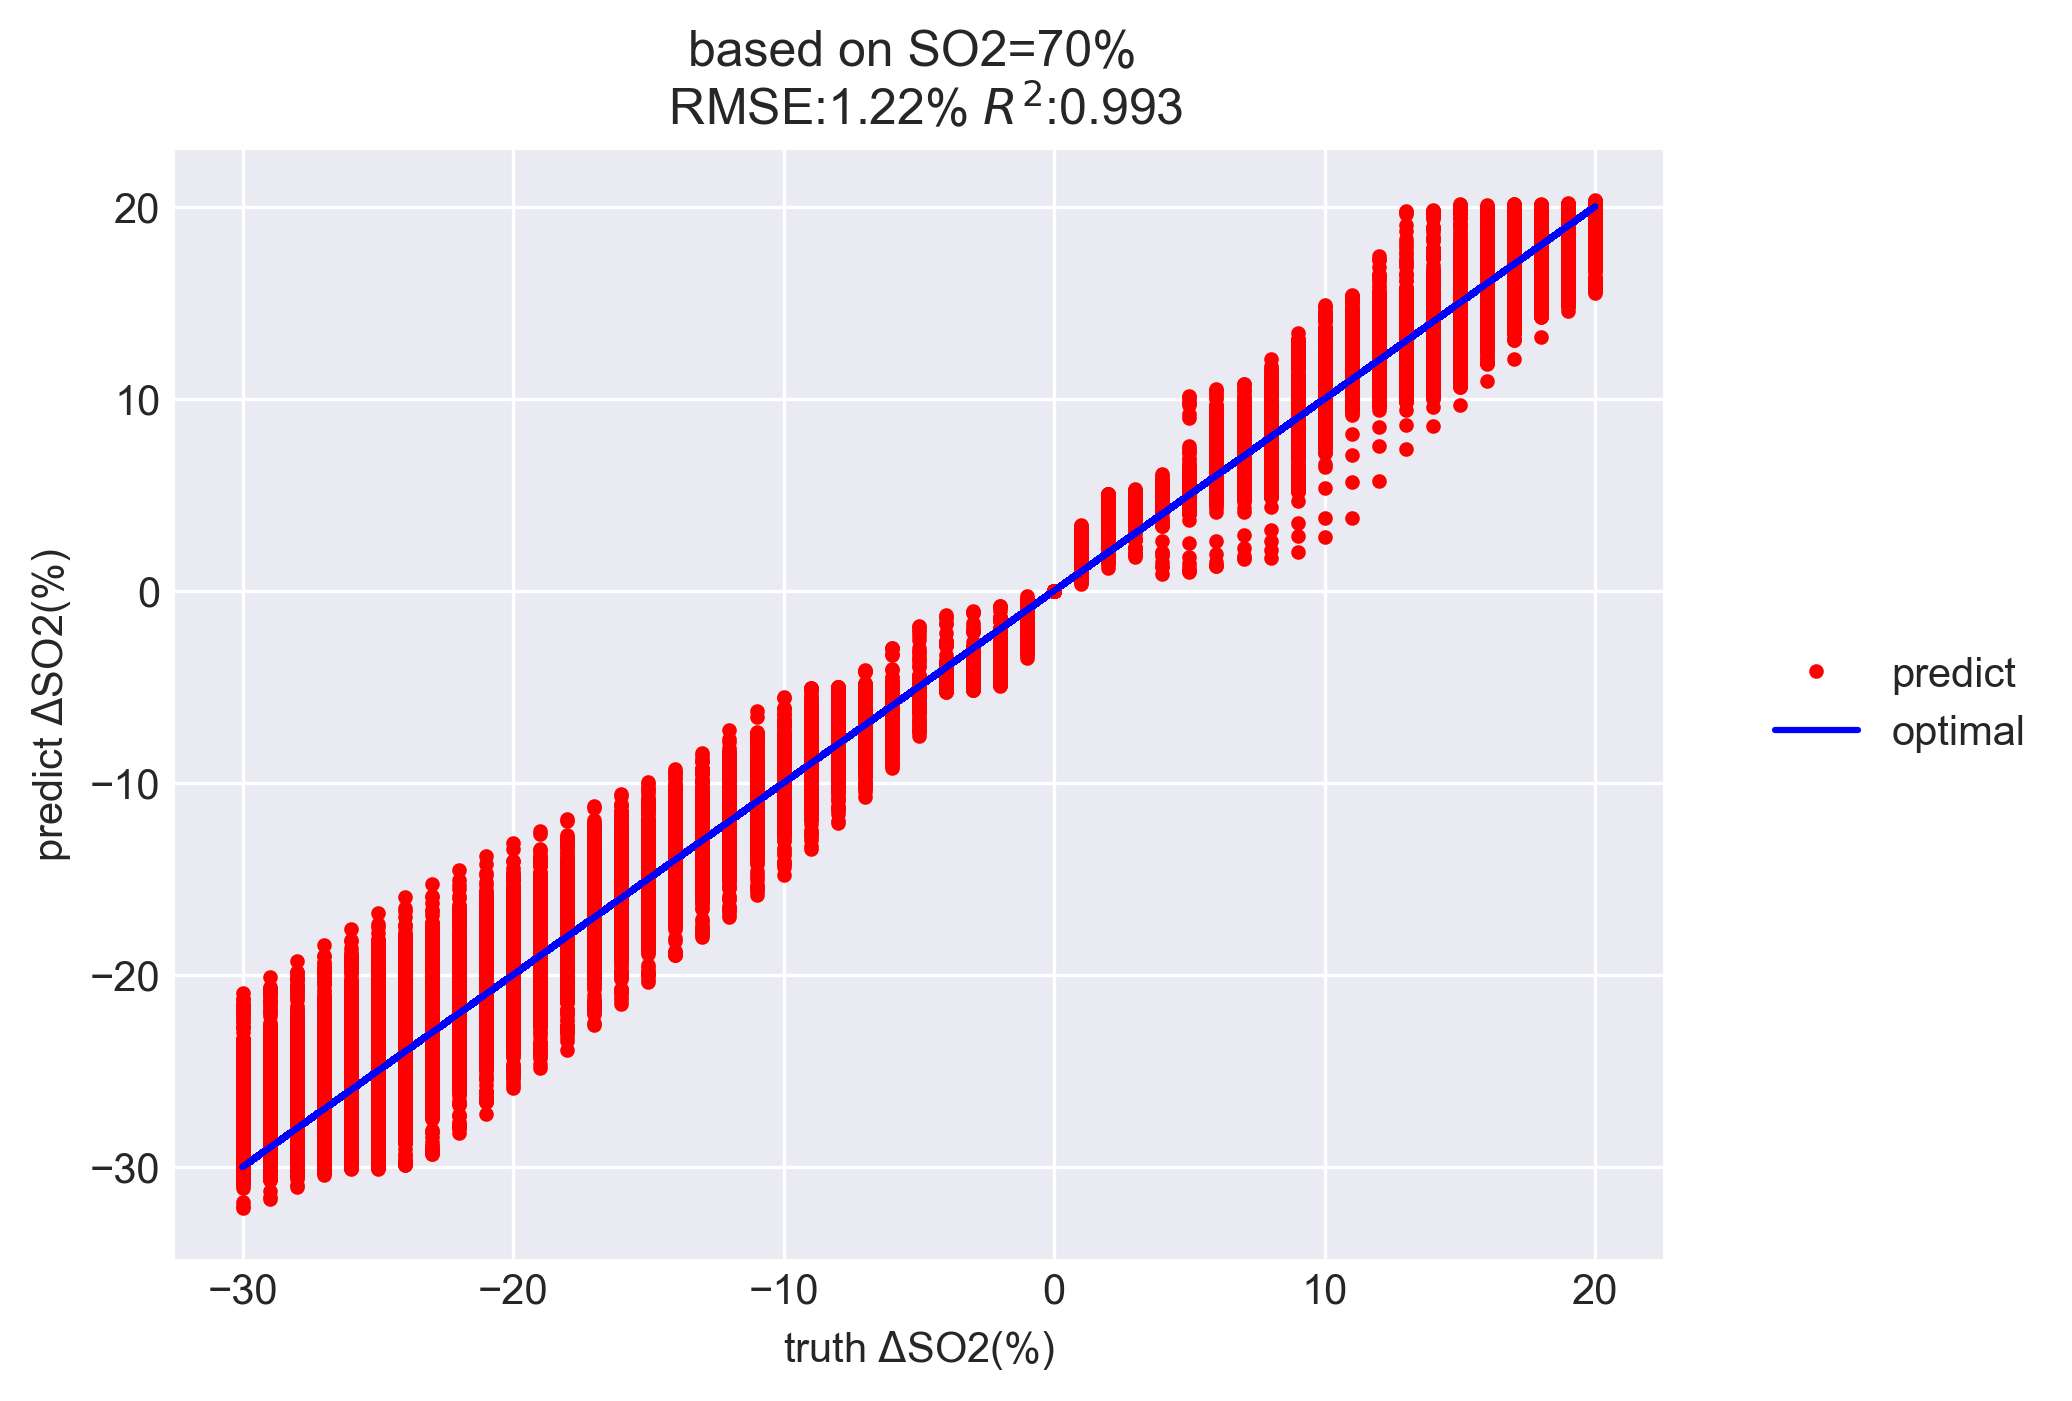 based on SO2=70%
RMSE:1.22% R²:0.993
predict ΔSO2(%)
20
10
0
−10
−20
−30
−30
−20
−10
0
10
20
truth ΔSO2(%)
predict
optimal